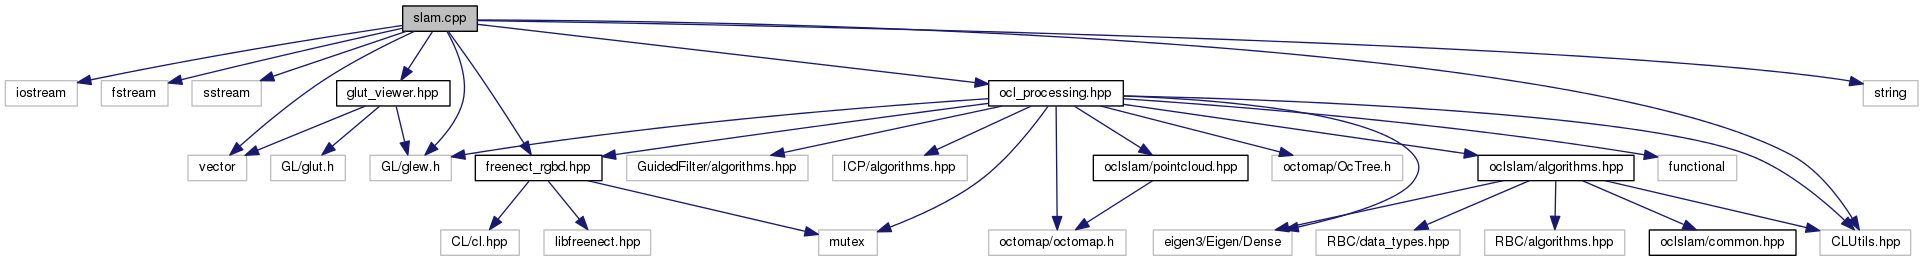 slam.cpp
iostream
fstream
sstream
glut_viewer.hpp
ocl_processing.hpp
string
vector
GL/glut.h
GL/glew.h
freenect_rgbd.hpp
GuidedFilter/algorithms.hpp
ICP/algorithms.hpp
oclslam/pointcloud.hpp
octomap/OcTree.h
oclslam/algorithms.hpp
functional
CL/cl.hpp
libfreenect.hpp
mutex
octomap/octomap.h
eigen3/Eigen/Dense
RBC/data_types.hpp
RBC/algorithms.hpp
oclslam/common.hpp
CLUtils.hpp